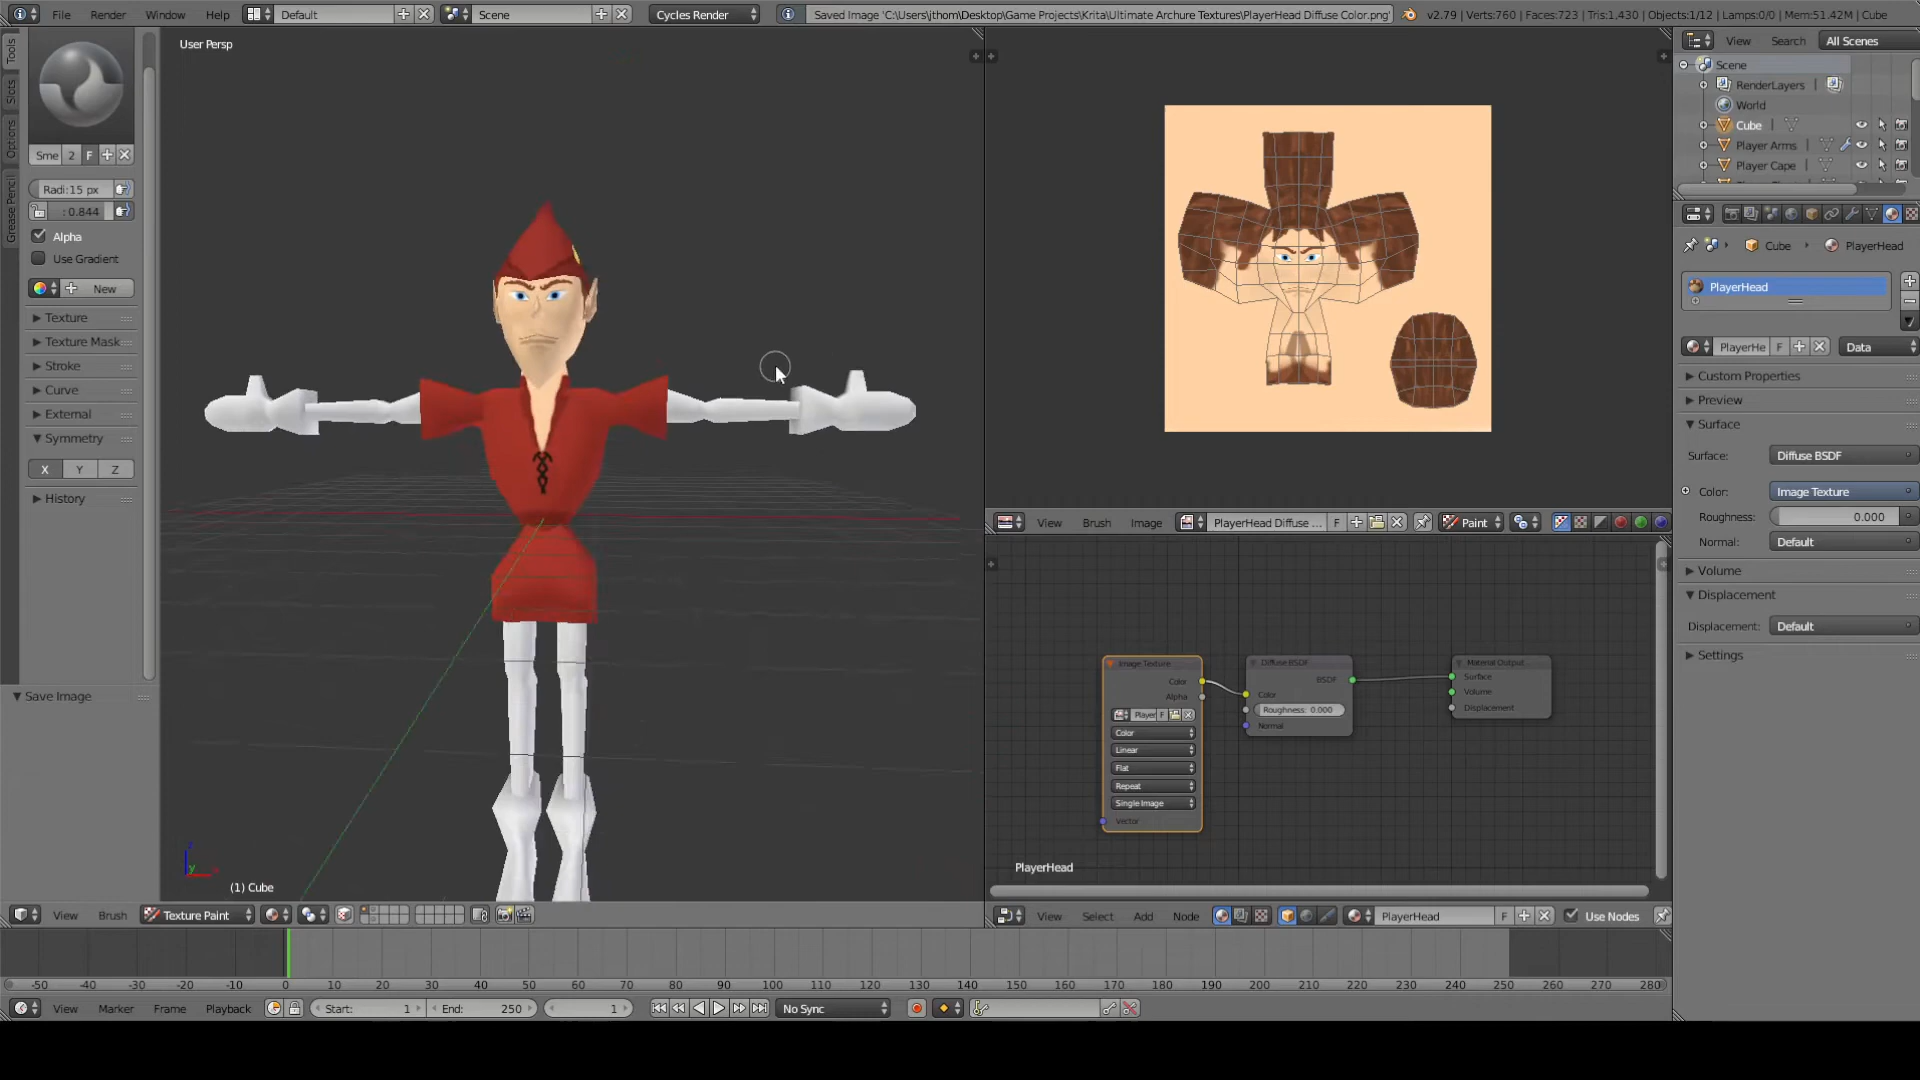 File Render Window Help Default Scene Cycles Render Saved Image 'C:\Users\jthom\Desktop\Game Projects\Krita\Ultimate Archure Textures\PlayerHead Diffuse Color.png' v2.79 | Verts:760 | Faces:723 | Tris:1,430 | Objects:1/12 | Lamps:0/0 | Mem:51.42M | Cube
Tools
Slots
Options
Grease Pencil
Sme 2 F
Radi: 15 px
: 0.844
Alpha
Use Gradient
New
Texture
Texture Mask
Stroke
Curve
External
Symmetry
X Y Z
History
Save Image
User Persp
(1) Cube
View Brush Texture Paint
View Brush Image PlayerHead Diffuse ... F Paint
Image Texture
Color
Alpha
Player F
Color
Linear
Flat
Repeat
Single Image
Vector
Diffuse BSDF
BSDF
Color
Roughness: 0.000
Normal
Material Output
Surface
Volume
Displacement
PlayerHead
View Select Add Node PlayerHead F Use Nodes
View Search All Scenes
Scene
RenderLayers
World
Cube
Player Arms
Player Cape
Cube PlayerHead
PlayerHead
PlayerHe F Data
Custom Properties
Preview
Surface
Surface: Diffuse BSDF
Color: Image Texture
Roughness: 0.000
Normal: Default
Volume
Displacement
Displacement: Default
Settings
-50 -40 -30 -20 -10 0 10 20 30 40 50 60 70 80 90 100 110 120 130 140 150 160 170 180 190 200 210 220 230 240 250 260 270 280
View Marker Frame Playback Start: 1 End: 250 1 No Sync